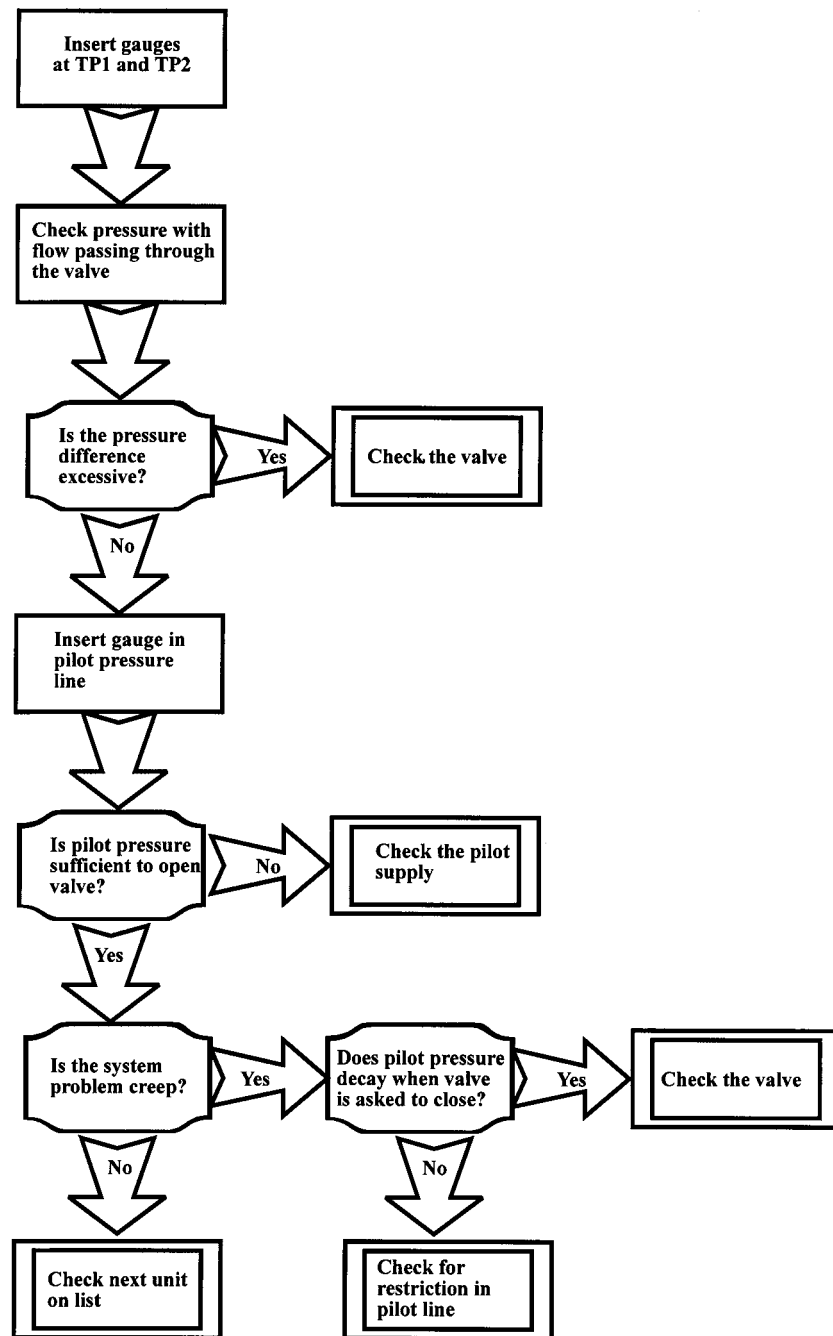 Insert gauges
at TP1 and TP2
Check pressure with
flow passing through
the valve
Is the pressure
difference
excessive?
Yes
Check the valve
No
Insert gauge in
pilot pressure
line
Is pilot pressure
sufficient to open
valve?
No
Check the pilot
supply
Yes
Is the system
problem creep?
Yes
Does pilot pressure
decay when valve
is asked to close?
Yes
Check the valve
No
No
Check next unit
on list
Check for
restriction in
pilot line